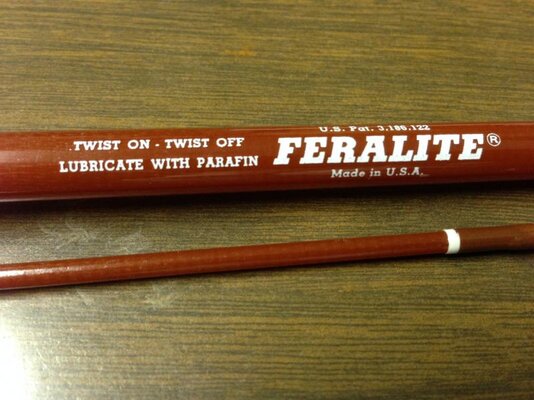 U.S. Pat. 3,186,122
.TWIST ON - TWIST OFF
LUBRICATE WITH PARAFIN
FERALITE®
Made in U.S.A.